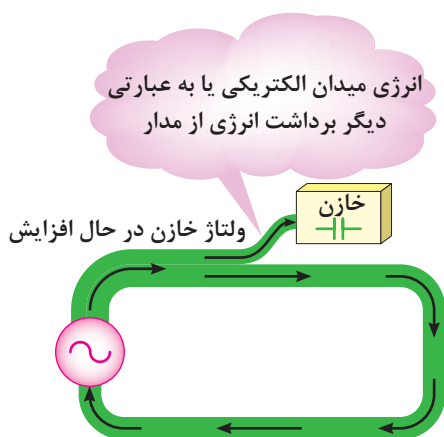 انرژی میدان الکتریکی یا به عبارتی
دیگر برداشت انرژی از مدار
خازن
ولتاژ خازن در حال افزایش